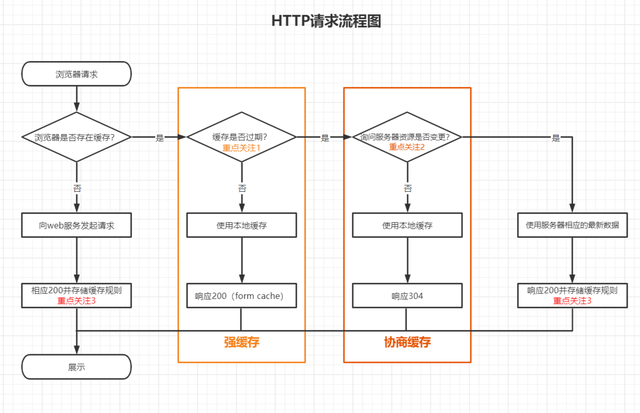 HTTP请求流程图
浏览器请求
浏览器是否存在缓存？
是
缓存是否过期？
重点关注1
是
询问服务器资源是否变更？
重点关注2
是
否
否
否
向web服务发起请求
使用本地缓存
使用本地缓存
使用服务器相应的最新数据
相应200并存储缓存规则
重点关注3
响应200（form cache）
响应304
响应200并存储缓存规则
重点关注3
强缓存
协商缓存
展示